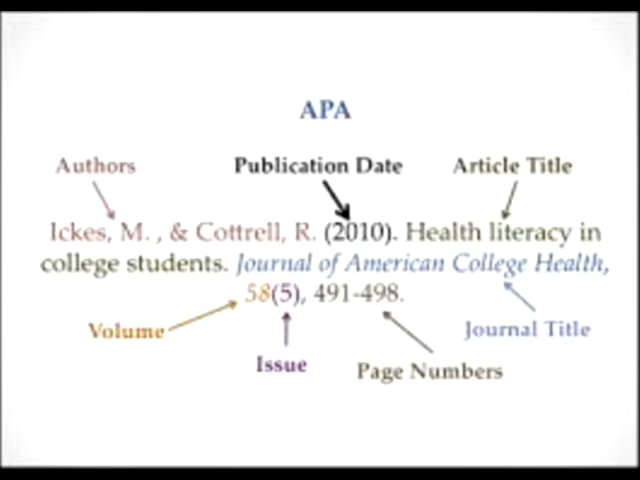 APA
Authors
Publication Date
Article Title
Ickes, M. , & Cottrell, R. (2010). Health literacy in
college students. Journal of American College Health,
58(5), 491-498.
Volume
Journal Title
Issue
Page Numbers